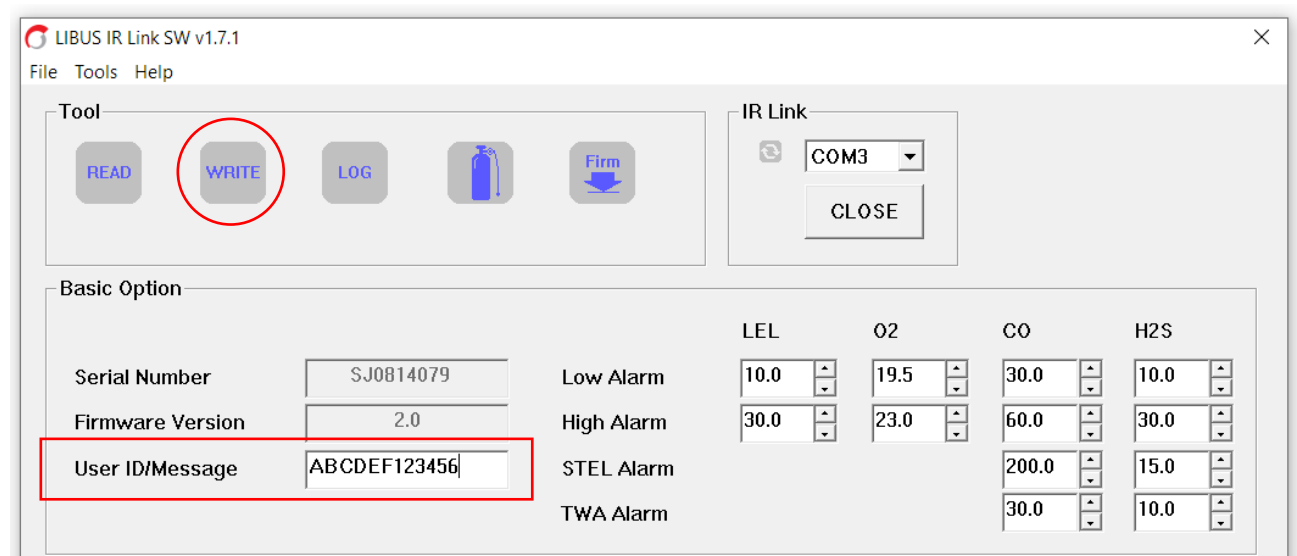 LIBUS IR Link SW v1.7.1
File Tools Help
Tool
READ WRITE LOG Firm
IR Link
COM3
CLOSE
Basic Option
LEL O2 CO H2S
Serial Number SJ0814079 Low Alarm 10.0 19.5 30.0 10.0
Firmware Version 2.0 High Alarm 30.0 23.0 60.0 30.0
User ID/Message ABCDEF123456 STEL Alarm 200.0 15.0
TWA Alarm 30.0 10.0